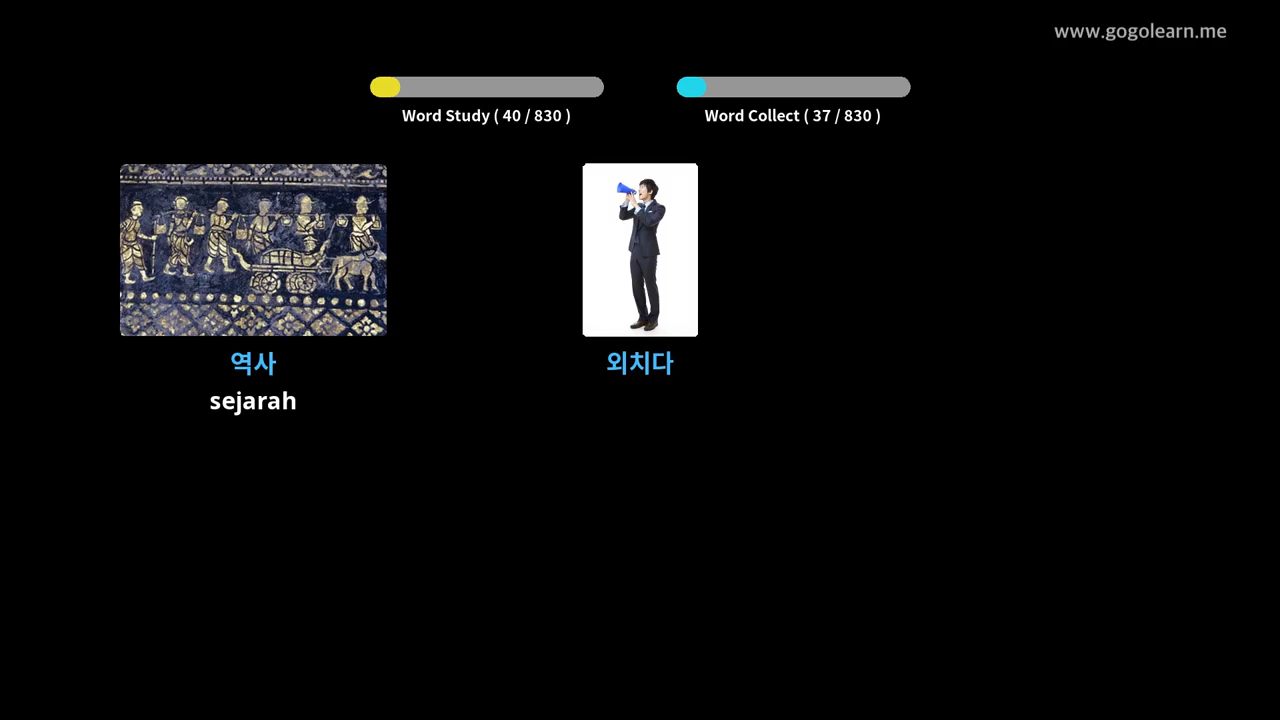 www.gogolearn.me
Word Study ( 40 / 830 )
Word Collect ( 37 / 830 )
역사
sejarah
외치다